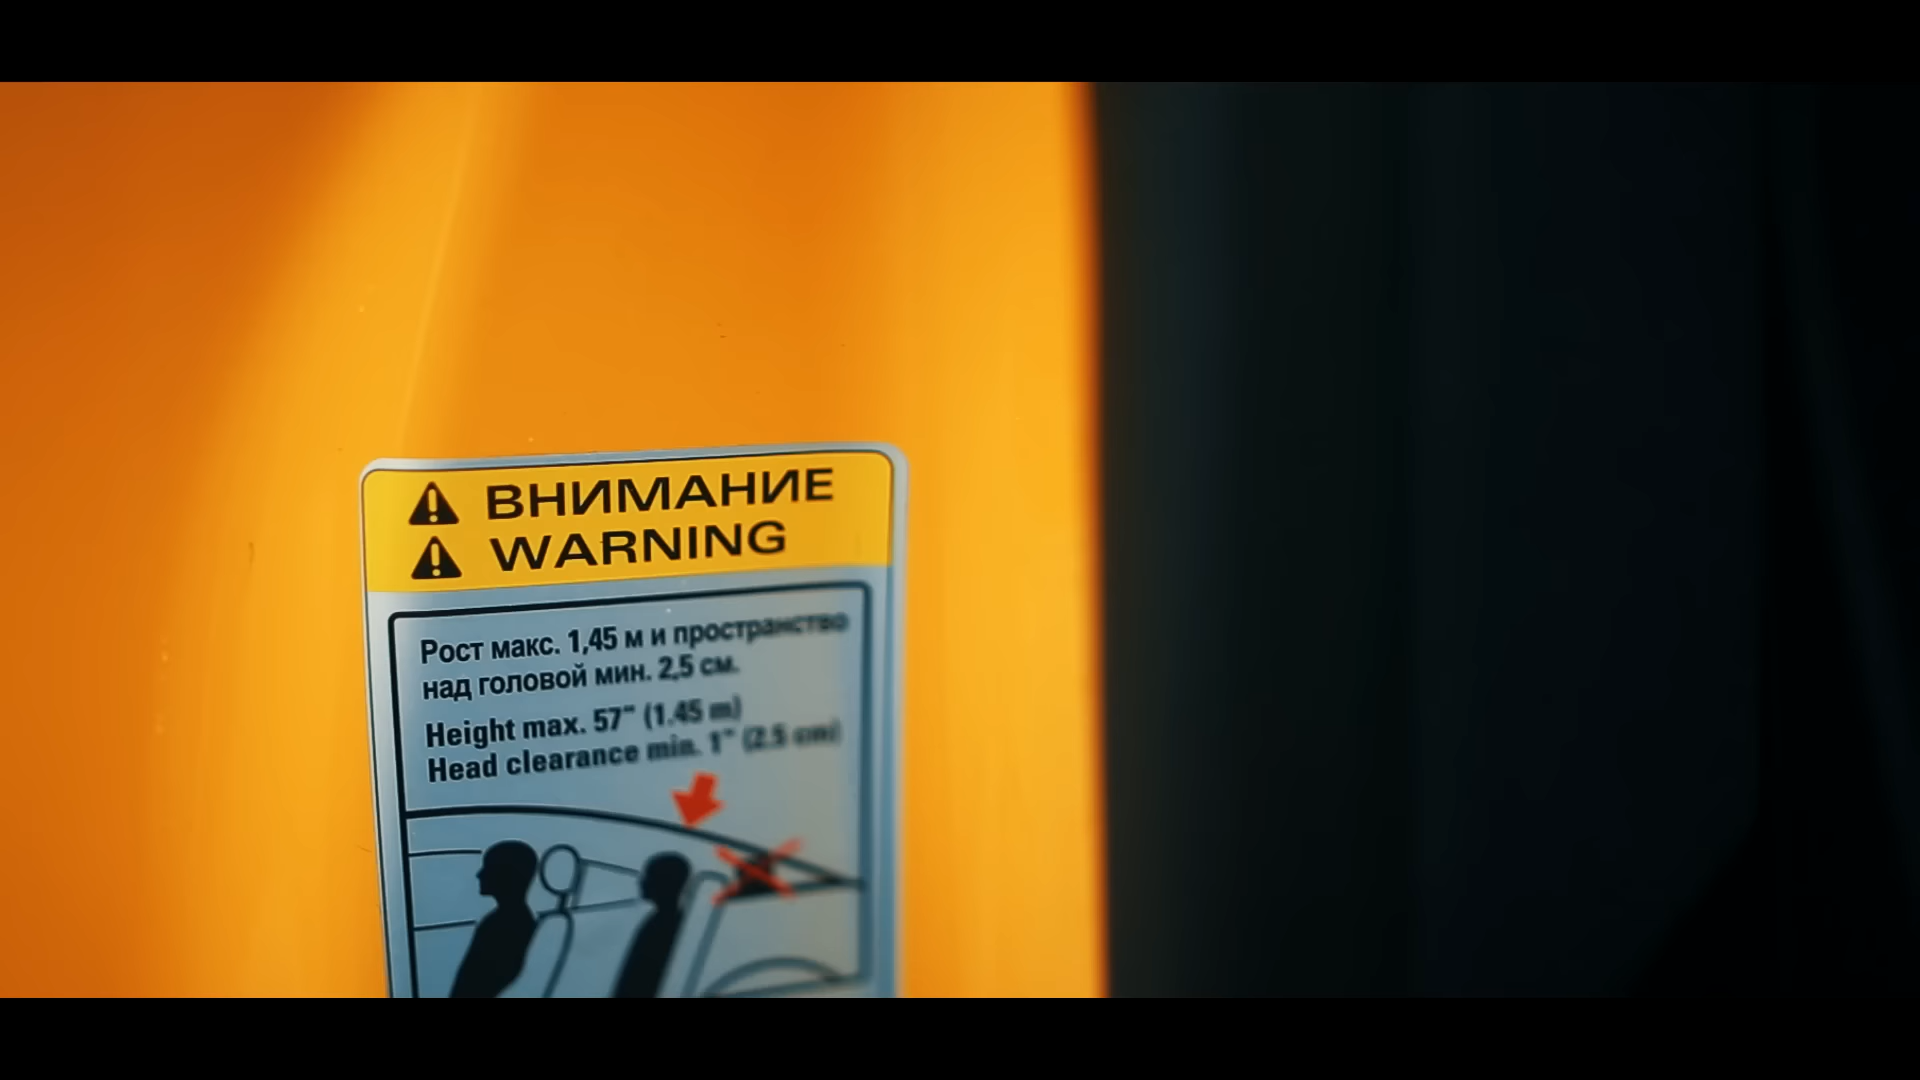 ВНИМАНИЕ
WARNING
Рост макс. 1,45 м и пространство
над головой мин. 2,5 см.
Height max. 57" (1.45 m)
Head clearance min. 1" (2.5 cm)